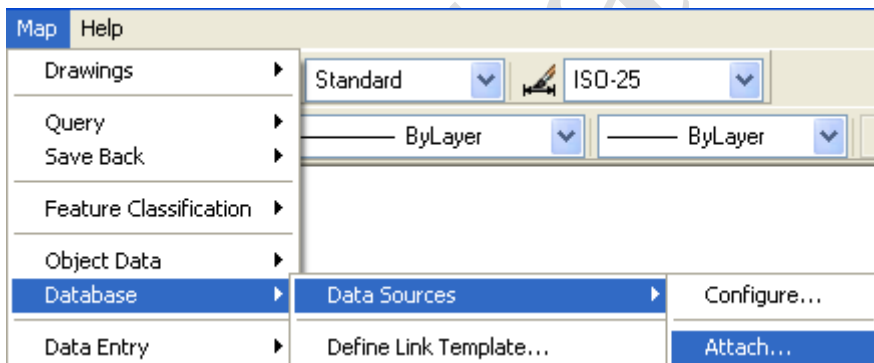 Map Help
Drawings Standard ISO-25
Query ByLayer ByLayer
Save Back
Feature Classification
Object Data
Database Data Sources Configure...
Data Entry Define Link Template... Attach...